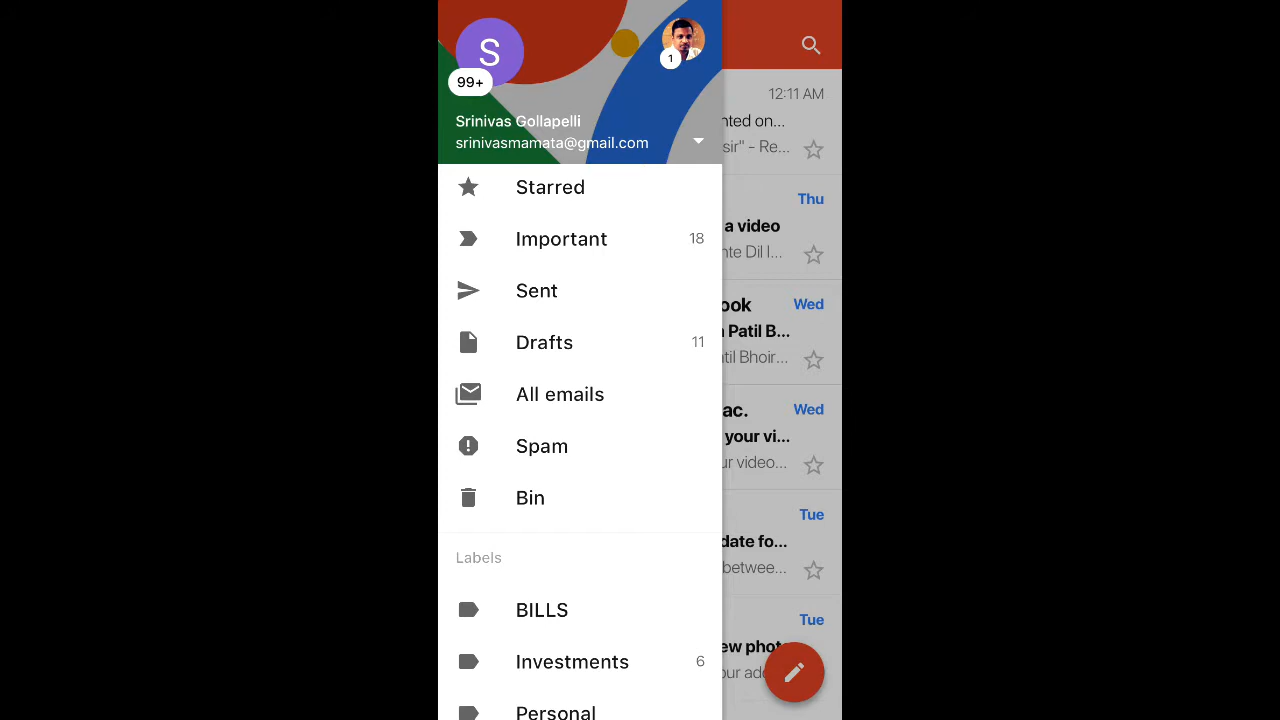 S
99+
1
Srinivas Gollapelli
srinivasmamata@gmail.com
Starred
Important 18
Sent
Drafts 11
All emails
Spam
Bin
Labels
BILLS
Investments 6
Personal
12:11 AM
nted on...
sir" - Re...
Thu
a video
nte Dil I...
Wed
ook
Patil B...
til Bhoir...
Wed
ac.
your vi...
ur video...
Tue
date fo...
betwee...
Tue
ew phot
our add